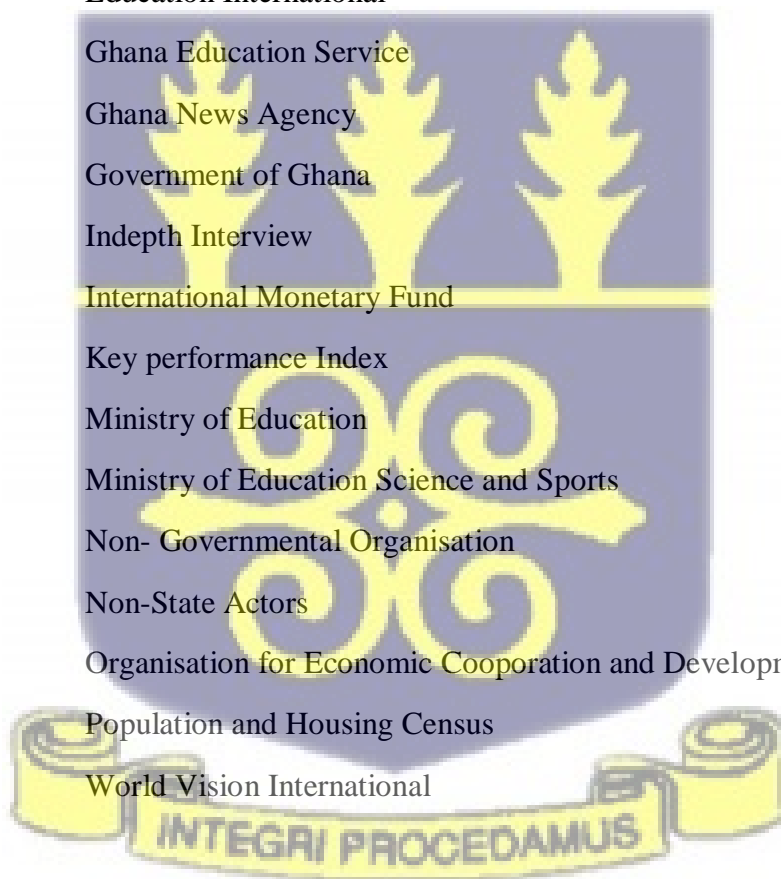 Education International
Ghana Education Service
Ghana News Agency
Government of Ghana
Indepth Interview
International Monetary Fund
Key performance Index
Ministry of Education
Ministry of Education Science and Sports
Non- Governmental Organisation
Non-State Actors
Organisation for Economic Cooporation and
Population and Housing Census
World Vision International
INTEGRI PROCEDAMUS